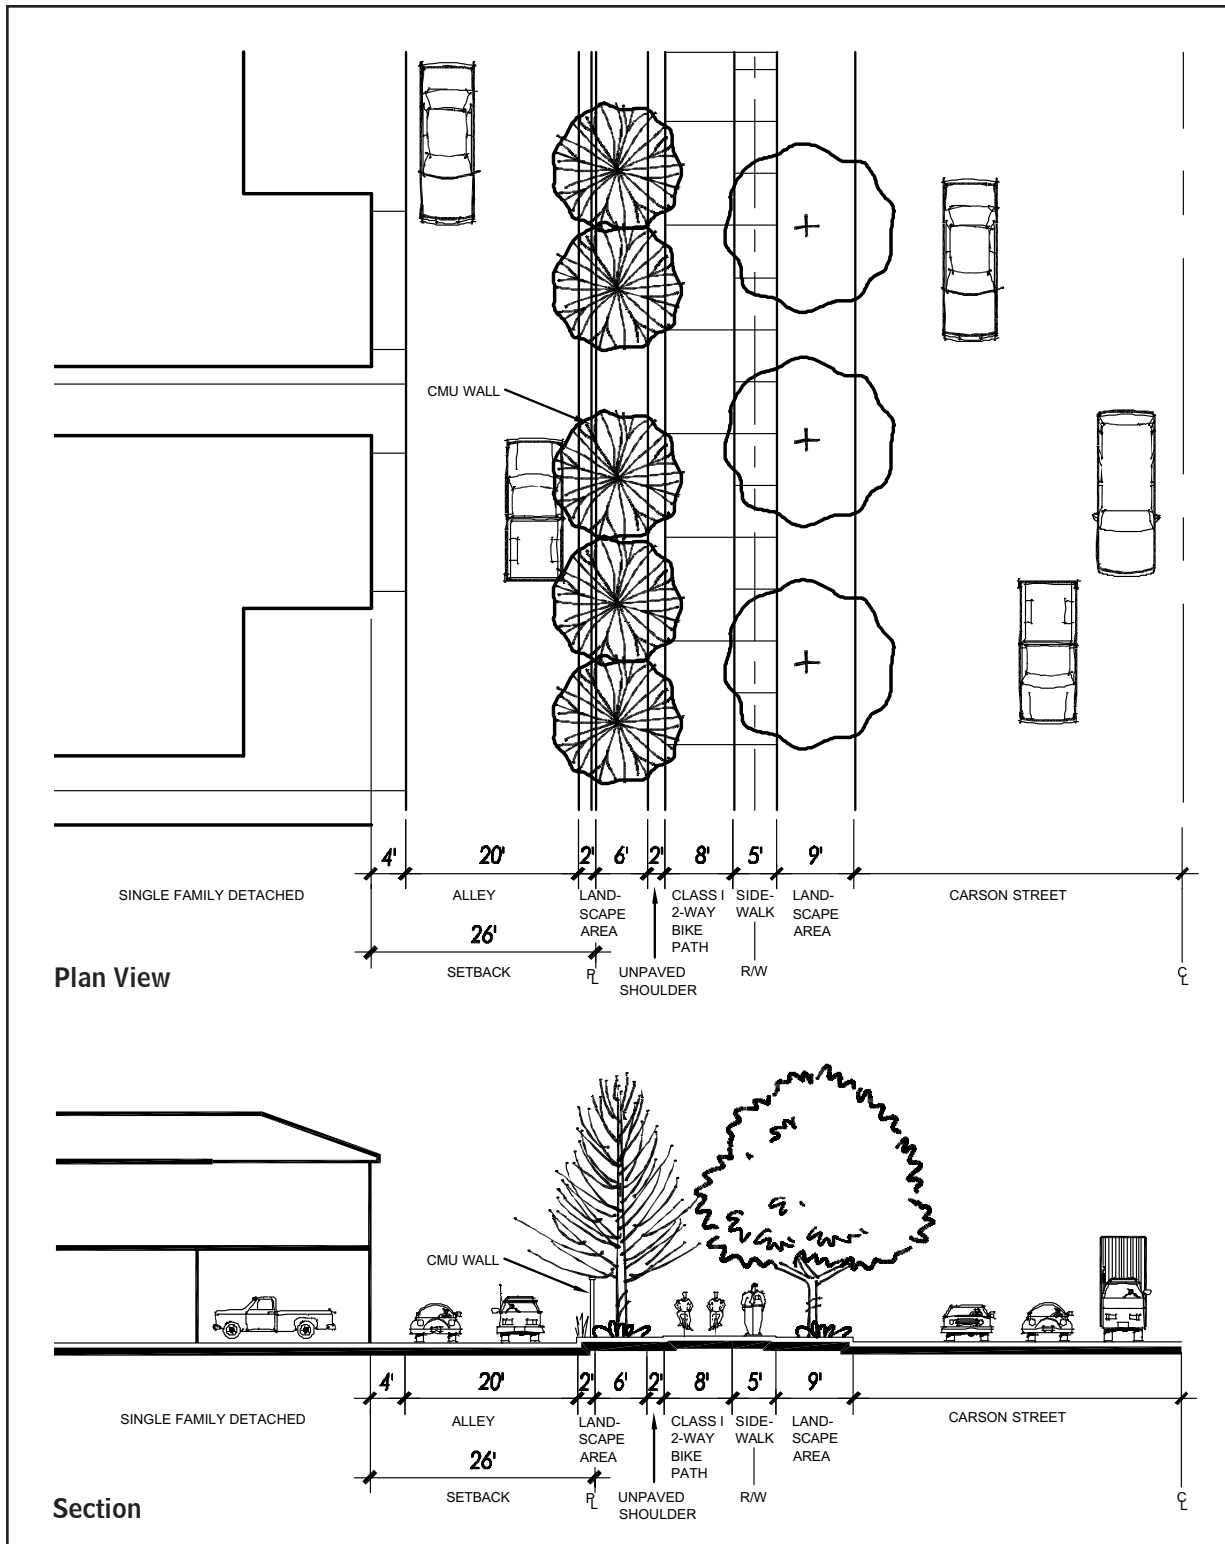 CMU WALL
4' 20' 2' 6' 2' 8' 5' 9'
SINGLE FAMILY DETACHED ALLEY LAND- CLASS I SIDE- LAND- CARSON STREET
SCAPE 2-WAY WALK SCAPE
AREA BIKE AREA
26' PATH
SETBACK PL UNPAVED R/W CL
SHOULDER
Plan View
CMU WALL
4' 20' 2' 6' 2' 8' 5' 9'
SINGLE FAMILY DETACHED ALLEY LAND- CLASS I SIDE- LAND- CARSON STREET
SCAPE 2-WAY WALK SCAPE
AREA BIKE AREA
26' PATH
SETBACK PL UNPAVED R/W CL
SHOULDER
Section